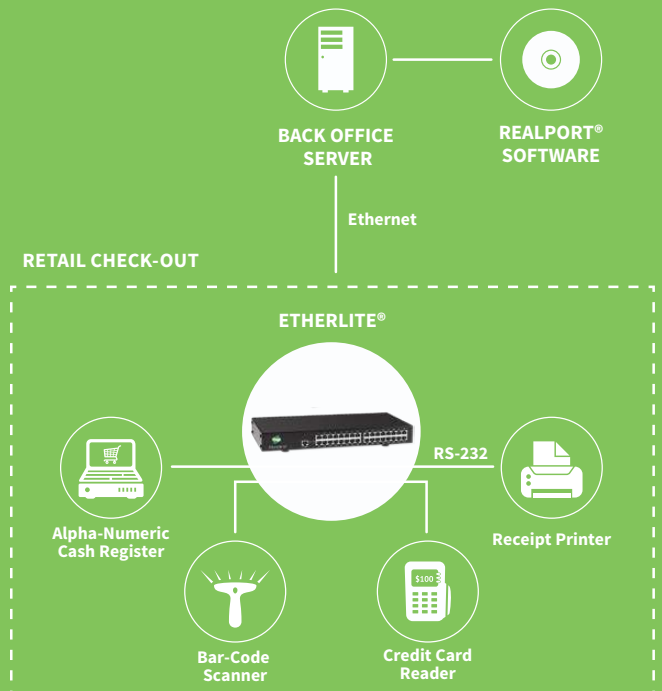 BACK OFFICE
SERVER
REALPORT®
SOFTWARE
Ethernet
RETAIL CHECK-OUT
ETHERLITE®
RS-232
Alpha-Numeric
Cash Register
Receipt Printer
$100
Bar-Code
Scanner
Credit Card
Reader